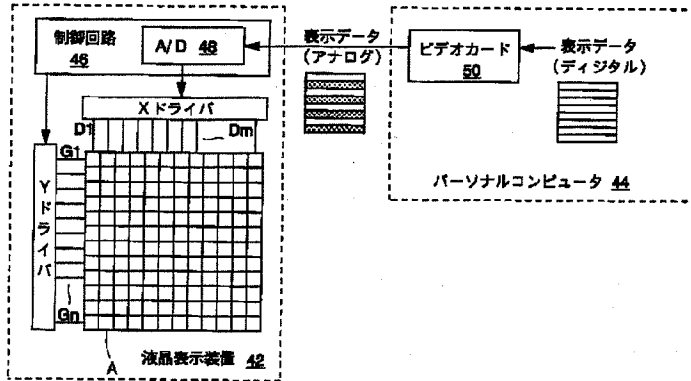 制御回路
46
A/D 48
Xドライバ
D1
Dm
G1
Yドライバ
Gn
A
液晶表示装置 42
表示データ
(アナログ)
ビデオカード
50
表示データ
(ディジタル)
パーソナルコンピュータ 44